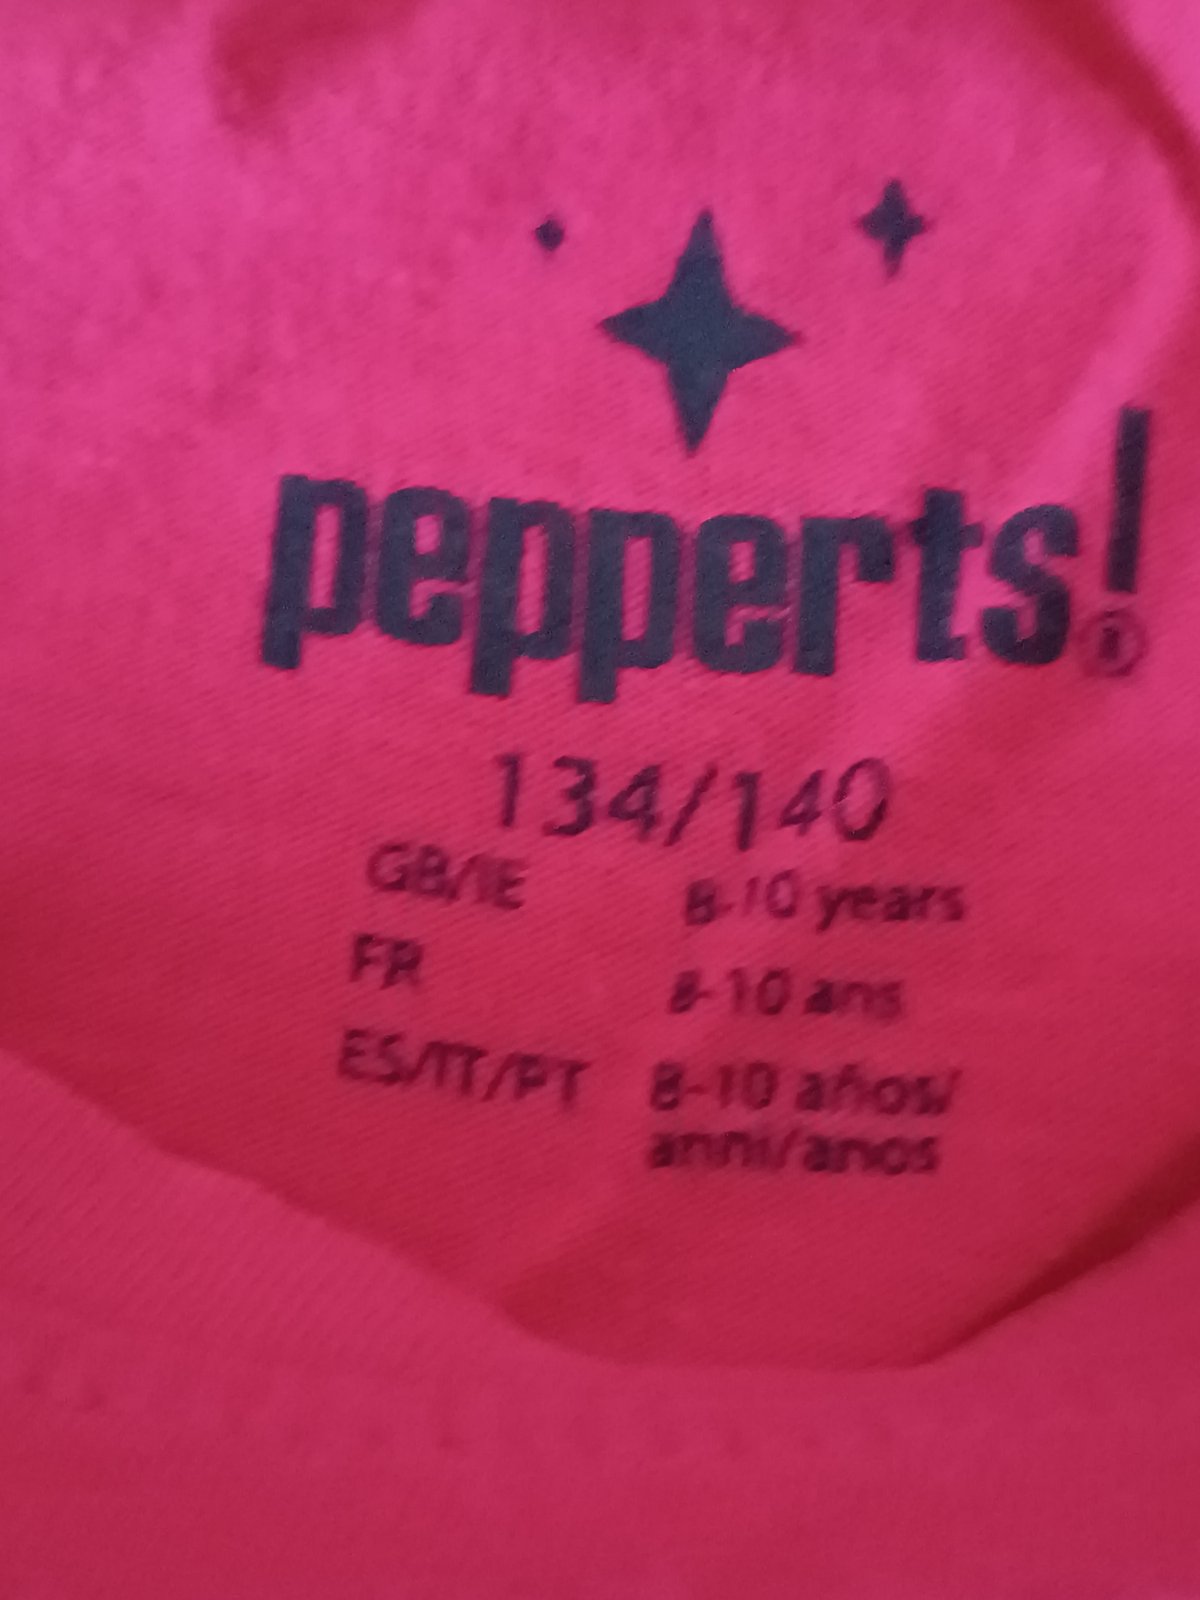 pepperts!®
134/140
GB/IE 8-10 years
FR 8-10 ans
ES/IT/PT 8-10 años/
anni/anos